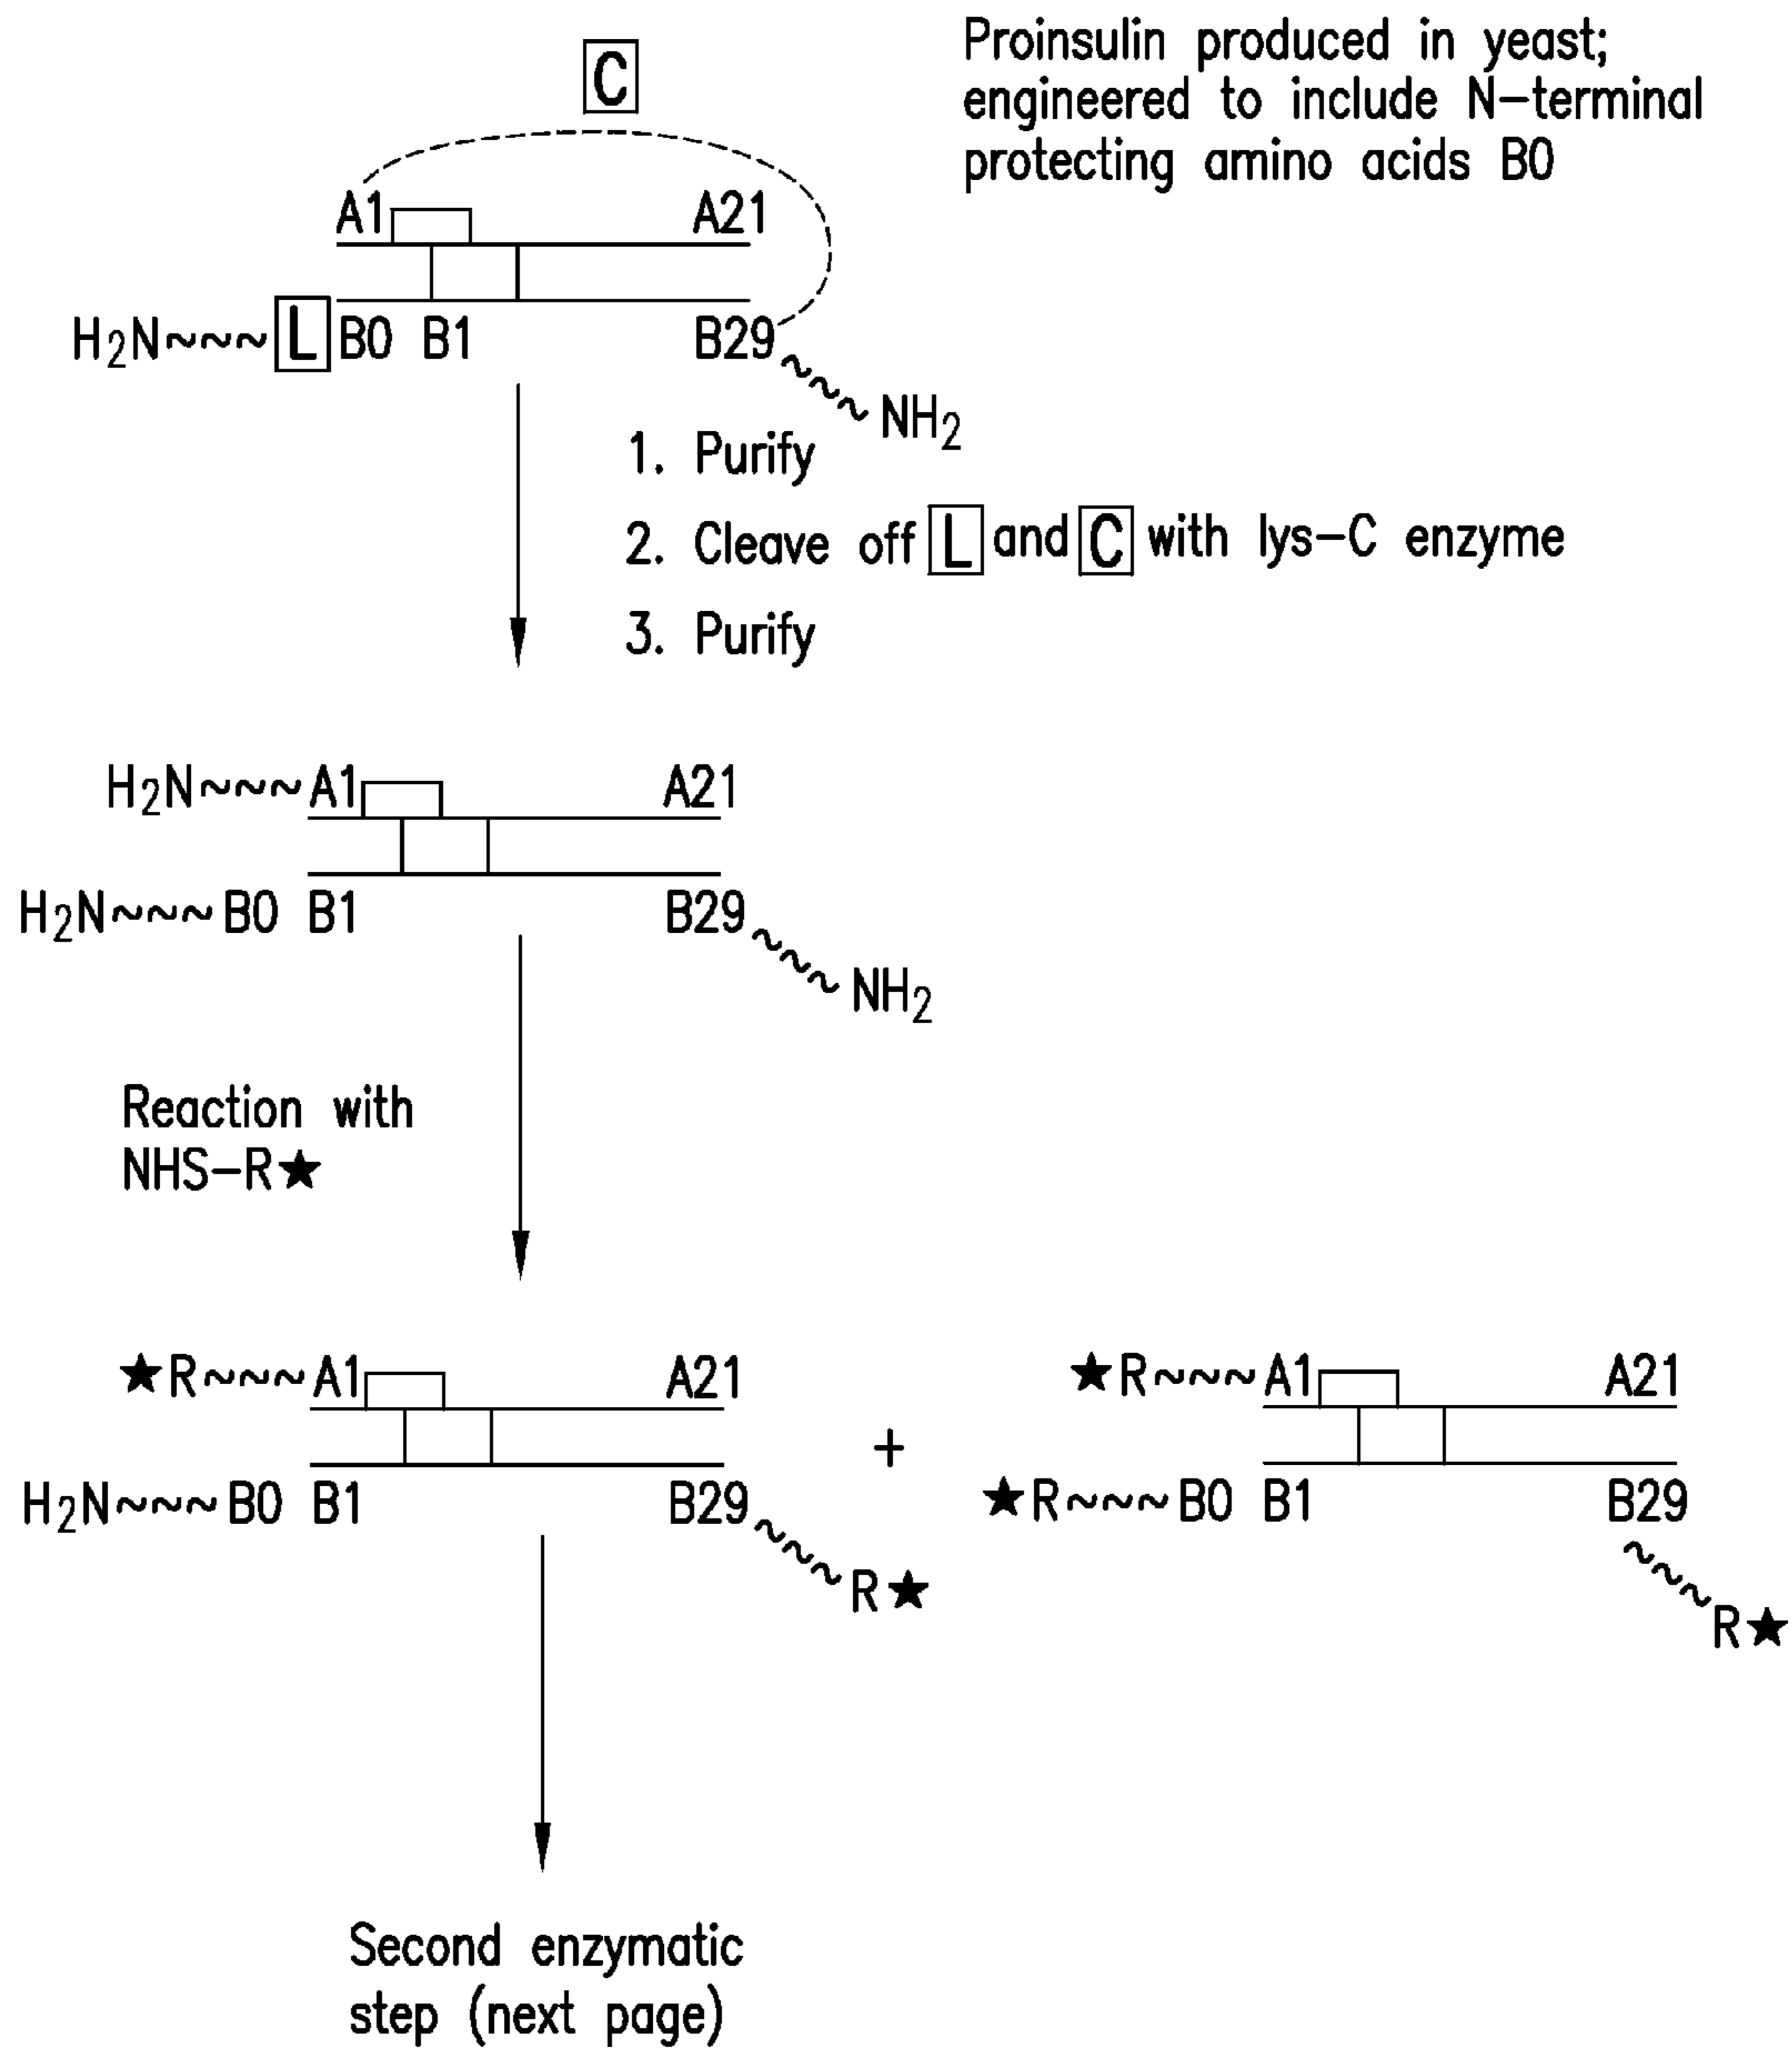 C
Proinsulin produced in yeast;
engineered to include N-terminal
protecting amino acids B0
A1 A21
H2N~~~ L B0 B1 B29
~~~NH2
1. Purify
2. Cleave off L and C with lys-C enzyme
3. Purify
H2N~~~A1 A21
H2N~~~B0 B1 B29
~~~NH2
Reaction with
NHS-R★
★R~~~A1 A21 + ★R~~~A1 A21
H2N~~~B0 B1 B29 ★R~~~B0 B1 B29
~~~R★ ~~~R★
Second enzymatic
step (next page)